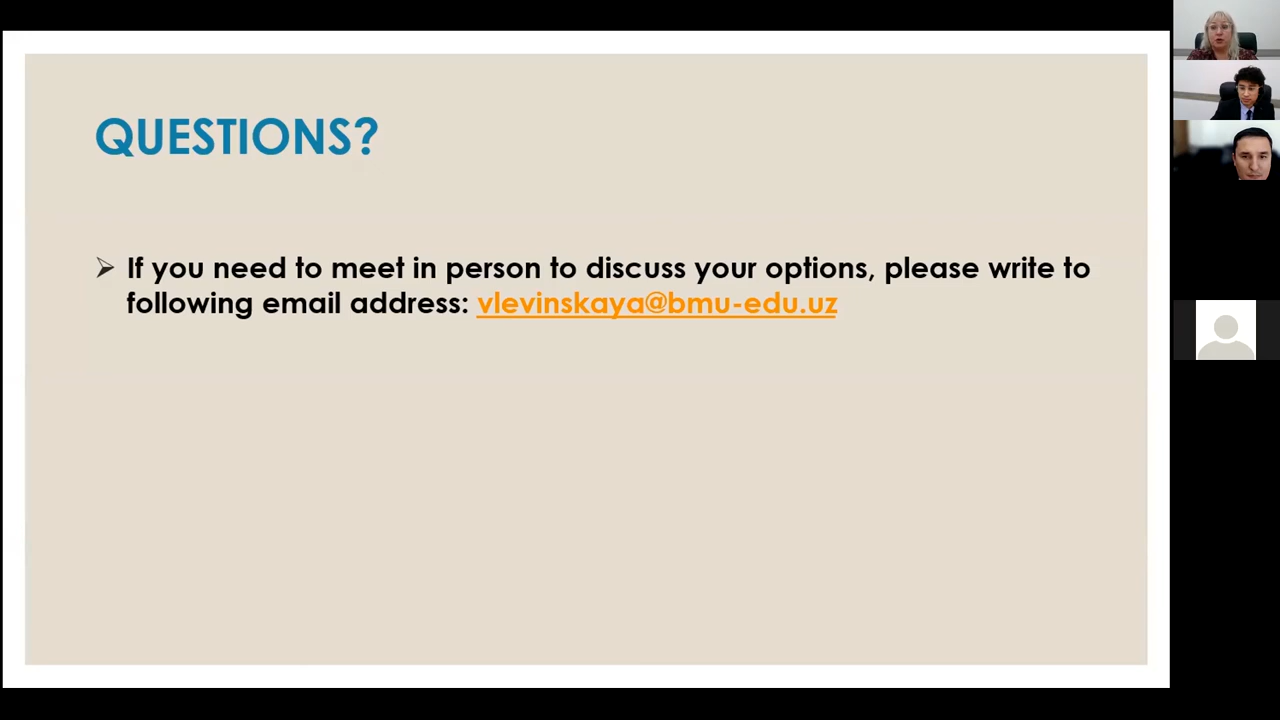 QUESTIONS?
If you need to meet in person to discuss your options, please write to
following email address: vlevinskaya@bmu-edu.uz